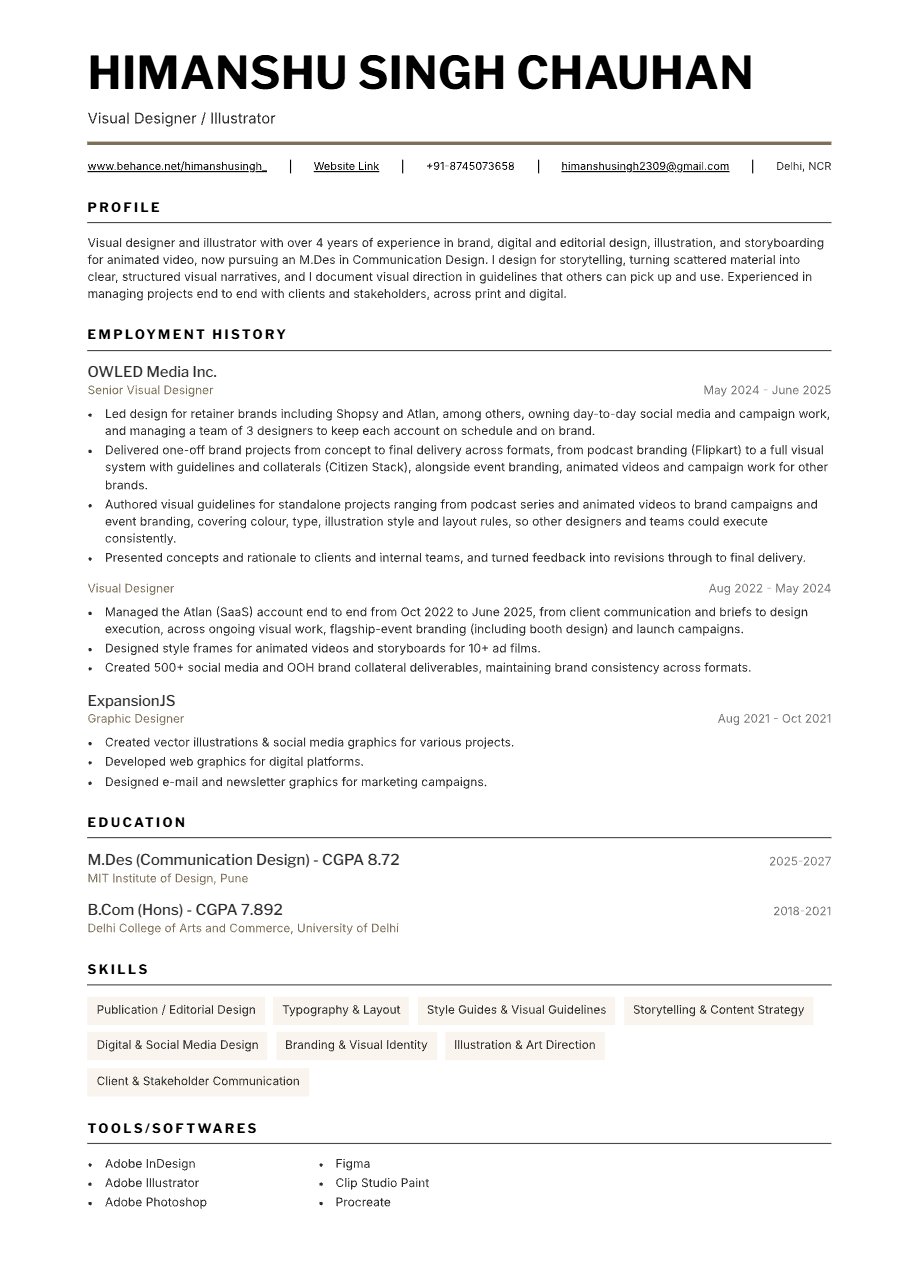 HIMANSHU SINGH CHAUHAN
Visual Designer / Illustrator
www.behance.net/himanshusingh_ | Website Link | +91-8745073658 | himanshusingh2309@gmail.com | Delhi, NCR
PROFILE
Visual designer and illustrator with over 4 years of experience in brand, digital and editorial design, illustration, and storyboarding
for animated video, now pursuing an M.Des in Communication Design. I design for storytelling, turning scattered material into
clear, structured visual narratives, and I document visual direction in guidelines that others can pick up and use. Experienced in
managing projects end to end with clients and stakeholders, across print and digital.
EMPLOYMENT HISTORY
OWLED Media Inc.
Senior Visual Designer May 2024 - June 2025
• Led design for retainer brands including Shopsy and Atlan, among others, owning day-to-day social media and campaign work,
and managing a team of 3 designers to keep each account on schedule and on brand.
• Delivered one-off brand projects from concept to final delivery across formats, from podcast branding (Flipkart) to a full visual
system with guidelines and collaterals (Citizen Stack), alongside event branding, animated videos and campaign work for other
brands.
• Authored visual guidelines for standalone projects ranging from podcast series and animated videos to brand campaigns and
event branding, covering colour, type, illustration style and layout rules, so other designers and teams could execute
consistently.
• Presented concepts and rationale to clients and internal teams, and turned feedback into revisions through to final delivery.
Visual Designer Aug 2022 - May 2024
• Managed the Atlan (SaaS) account end to end from Oct 2022 to June 2025, from client communication and briefs to design
execution, across ongoing visual work, flagship-event branding (including booth design) and launch campaigns.
• Designed style frames for animated videos and storyboards for 10+ ad films.
• Created 500+ social media and OOH brand collateral deliverables, maintaining brand consistency across formats.
ExpansionJS
Graphic Designer Aug 2021 - Oct 2021
• Created vector illustrations & social media graphics for various projects.
• Developed web graphics for digital platforms.
• Designed e-mail and newsletter graphics for marketing campaigns.
EDUCATION
M.Des (Communication Design) - CGPA 8.72 2025-2027
MIT Institute of Design, Pune
B.Com (Hons) - CGPA 7.892 2018-2021
Delhi College of Arts and Commerce, University of Delhi
SKILLS
Publication / Editorial Design Typography & Layout Style Guides & Visual Guidelines Storytelling & Content Strategy
Digital & Social Media Design Branding & Visual Identity Illustration & Art Direction
Client & Stakeholder Communication
TOOLS/SOFTWARES
• Adobe InDesign • Figma
• Adobe Illustrator • Clip Studio Paint
• Adobe Photoshop • Procreate